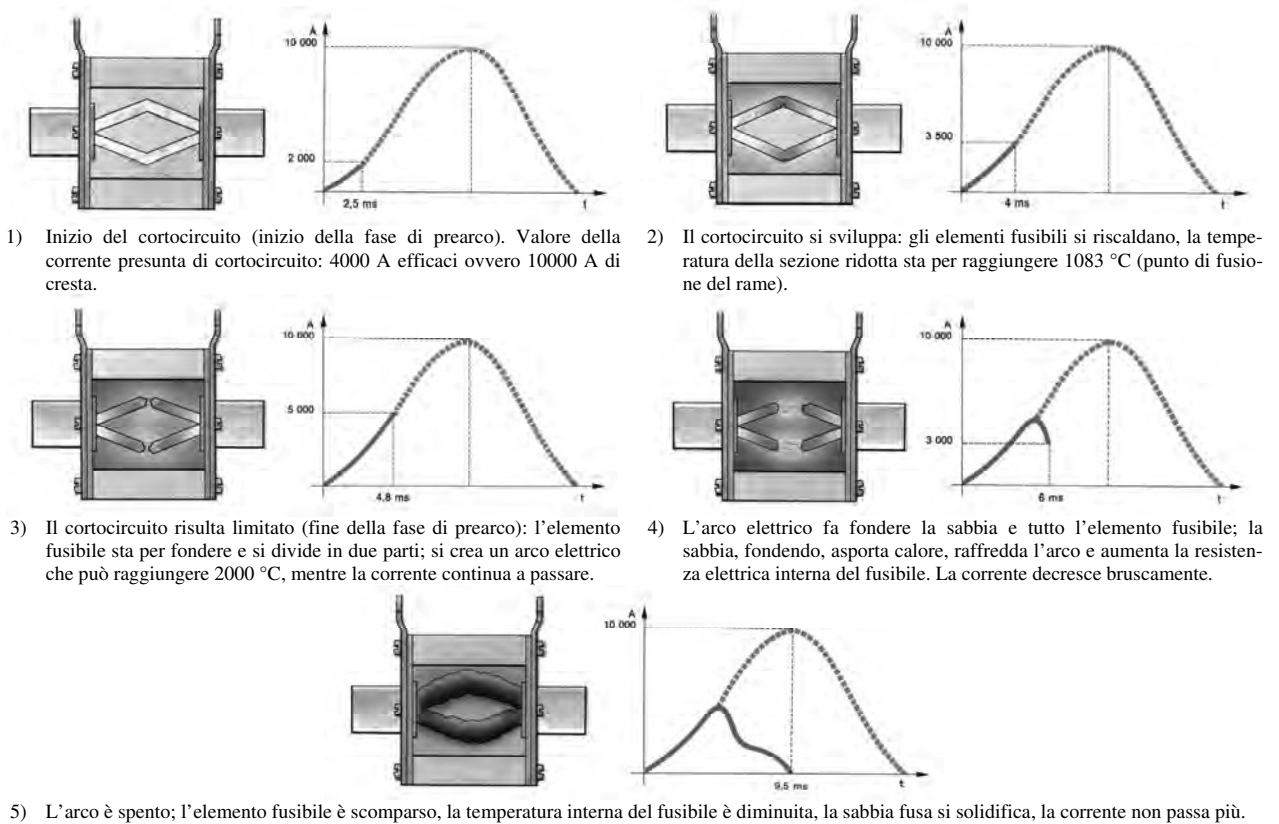 A
10 000
2 000
2,5 ms
t
A
10 000
3 500
4 ms
t
1) Inizio del cortocircuito (inizio della fase di prearco). Valore della
corrente presunta di cortocircuito: 4000 A efficaci ovvero 10000 A di
cresta.
2) Il cortocircuito si sviluppa: gli elementi fusibili si riscaldano, la tempe-
ratura della sezione ridotta sta per raggiungere 1083 °C (punto di fusio-
ne del rame).
A
10 000
5 000
4,8 ms
t
A
10 000
3 000
6 ms
t
3) Il cortocircuito risulta limitato (fine della fase di prearco): l’elemento
fusibile sta per fondere e si divide in due parti; si crea un arco elettrico
che può raggiungere 2000 °C, mentre la corrente continua a passare.
4) L’arco elettrico fa fondere la sabbia e tutto l’elemento fusibile; la
sabbia, fondendo, asporta calore, raffredda l’arco e aumenta la resisten-
za elettrica interna del fusibile. La corrente decresce bruscamente.
A
10 000
9,5 ms
t
5) L’arco è spento; l’elemento fusibile è scomparso, la temperatura interna del fusibile è diminuita, la sabbia fusa si solidifica, la corrente non passa più.